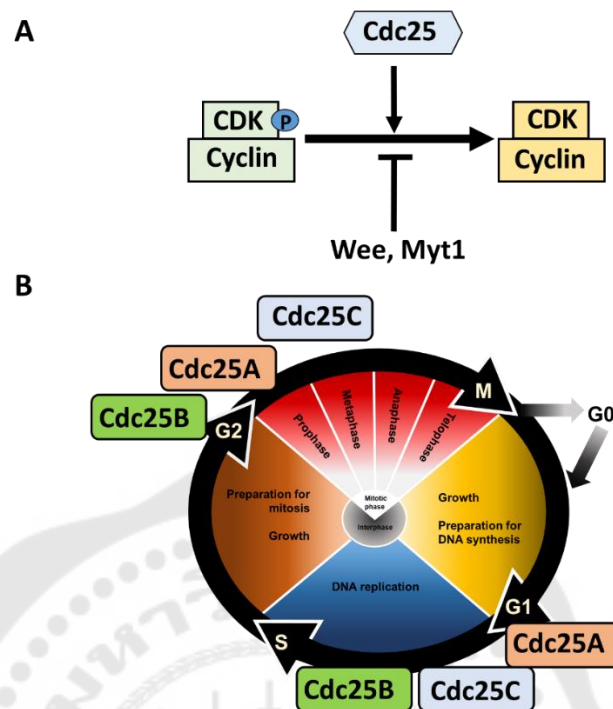 A
Cdc25
CDK P
Cyclin
CDK
Cyclin
Wee, Myt1
B
Cdc25C
Cdc25A
Cdc25B
G2
M
G0
Prophase
Metaphase
Anaphase
Telophase
Preparation for
mitosis
Growth
Mitotic
phase
Interphase
Growth
Preparation for
DNA synthesis
DNA replication
S
G1
Cdc25A
Cdc25B
Cdc25C